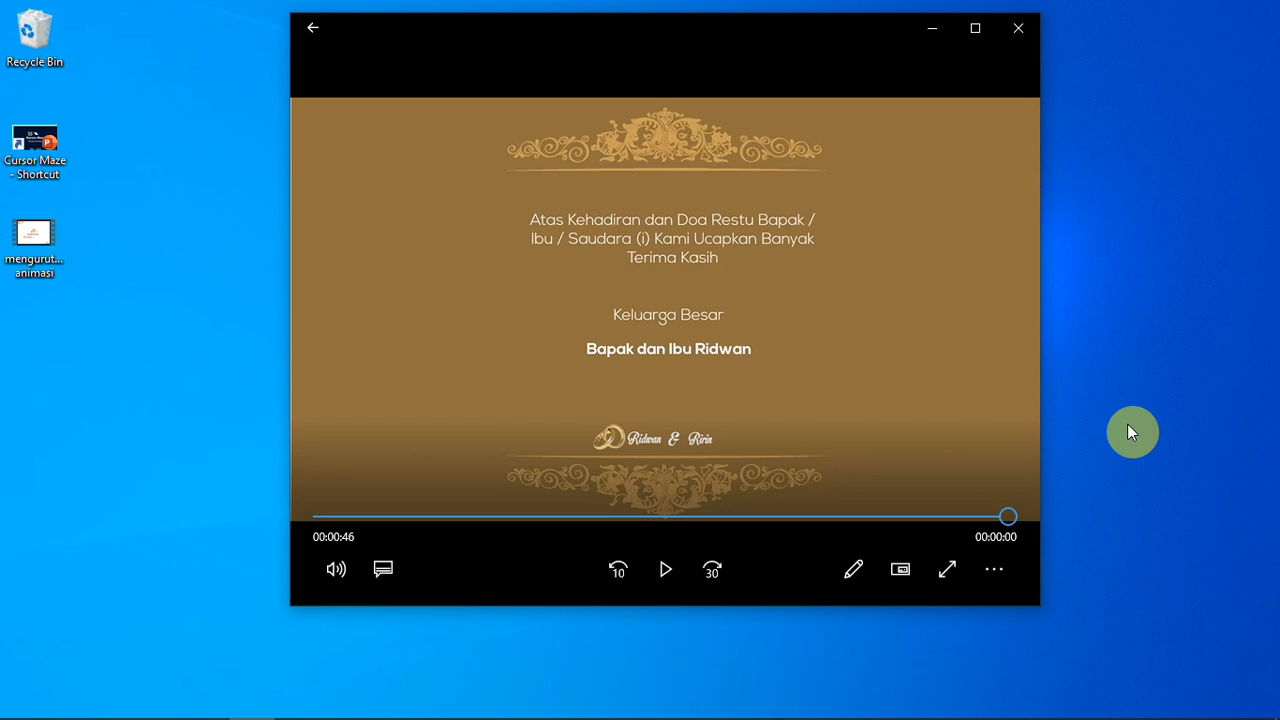 Recycle Bin
Cursor Maze
- Shortcut
mengurut...
animasi
Atas Kehadiran dan Doa Restu Bapak /
Ibu / Saudara (i) Kami Ucapkan Banyak
Terima Kasih
Keluarga Besar
Bapak dan Ibu Ridwan
Ridwan & Ririn
00:00:46
00:00:00
10
30